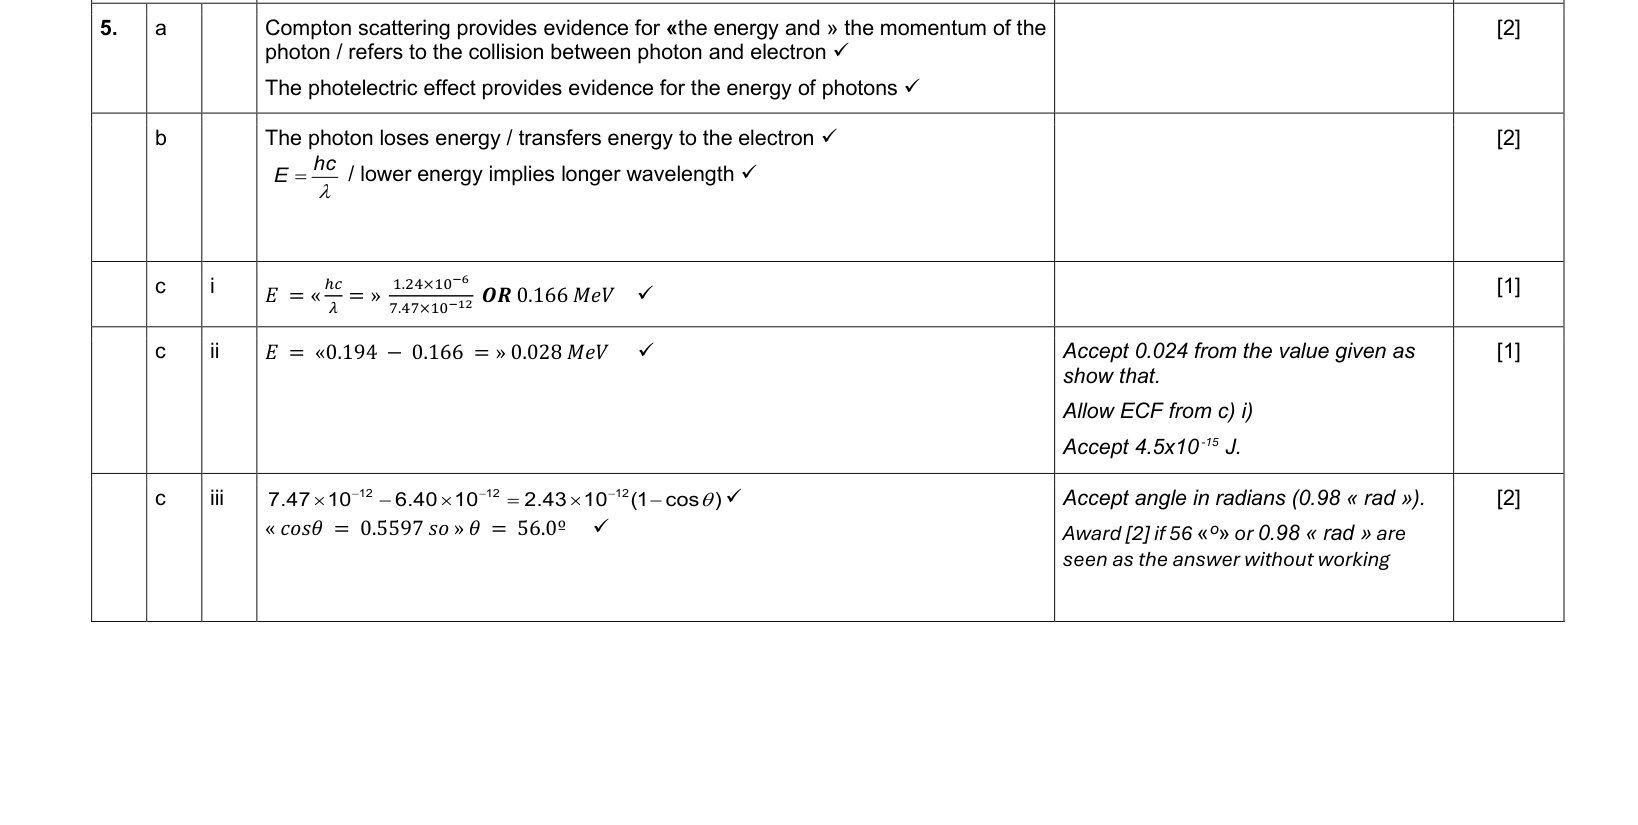 5. a Compton scattering provides evidence for «the energy and » the momentum of the [2]
photon / refers to the collision between photon and electron ✓
The photelectric effect provides evidence for the energy of photons ✓
b The photon loses energy / transfers energy to the electron ✓ [2]
E = hc/λ / lower energy implies longer wavelength ✓
c i E = «hc/λ = » 1.24×10⁻⁶/7.47×10⁻¹² OR 0.166 MeV ✓ [1]
c ii E = «0.194 − 0.166 = » 0.028 MeV ✓ Accept 0.024 from the value given as [1]
show that.
Allow ECF from c) i)
Accept 4.5x10⁻¹⁵ J.
c iii 7.47×10⁻¹² − 6.40×10⁻¹² = 2.43×10⁻¹²(1− cos θ) ✓ Accept angle in radians (0.98 « rad »). [2]
« cosθ = 0.5597 so » θ = 56.0º ✓ Award [2] if 56 «º» or 0.98 « rad » are
seen as the answer without working